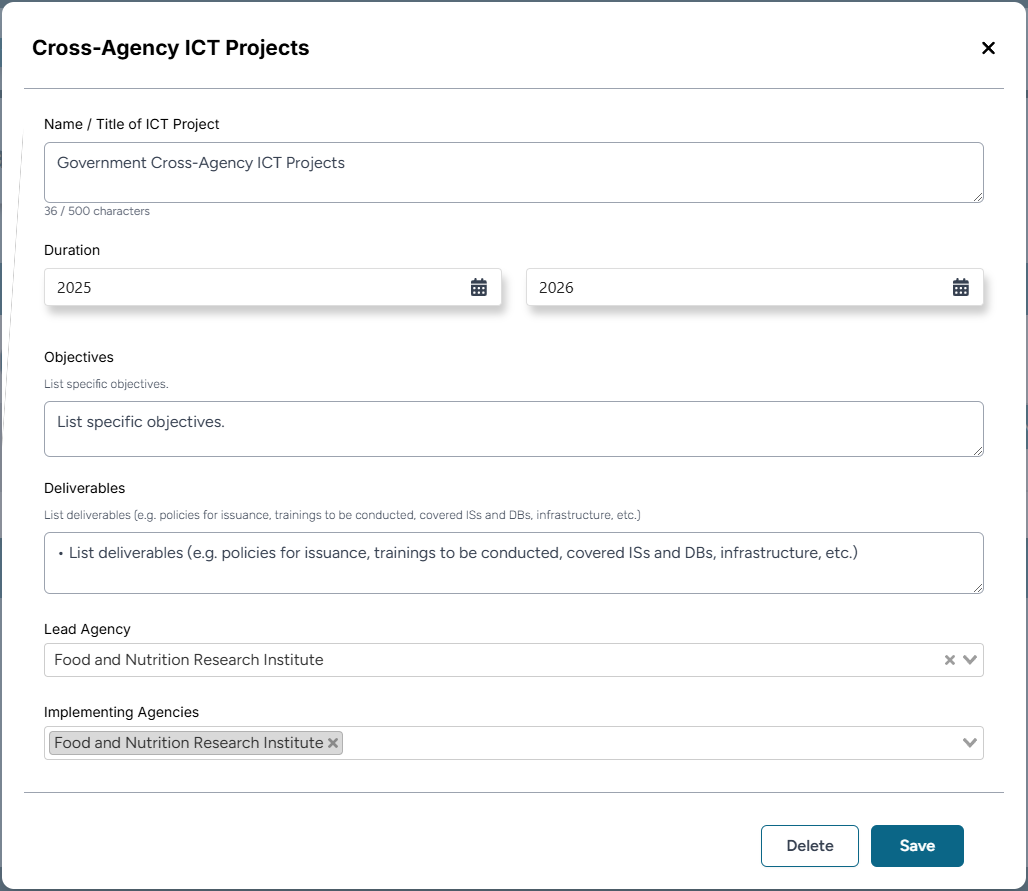 Cross-Agency ICT Projects
Name / Title of ICT Project
Government Cross-Agency ICT Projects
36 / 500 characters
Duration
2025
2026
Objectives
List specific objectives.
List specific objectives.
Deliverables
List deliverables (e.g. policies for issuance, trainings to be conducted, covered ISs and DBs, infrastructure, etc.)
• List deliverables (e.g. policies for issuance, trainings to be conducted, covered ISs and DBs, infrastructure, etc.)
Lead Agency
Food and Nutrition Research Institute
Implementing Agencies
Food and Nutrition Research Institute
Delete
Save